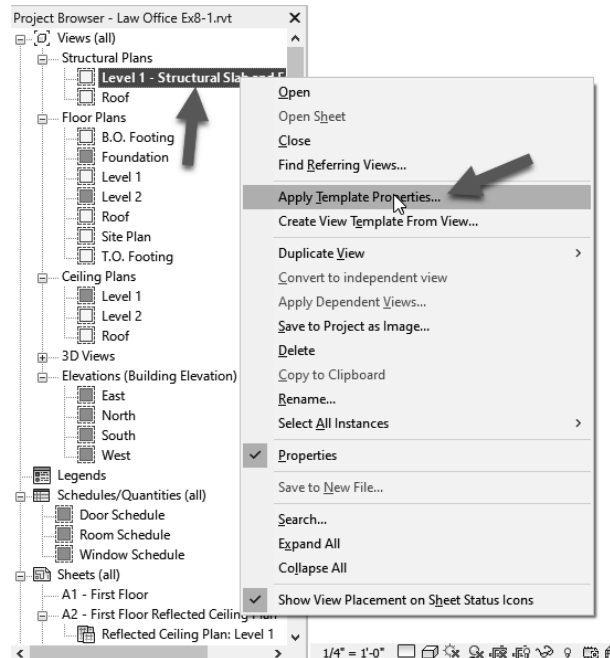 Project Browser - Law Office Ex8-1.rvt
Views (all)
Structural Plans
Level 1 - Structural Slab and F
Roof
Floor Plans
B.O. Footing
Foundation
Level 1
Level 2
Roof
Site Plan
T.O. Footing
Ceiling Plans
Level 1
Level 2
Roof
3D Views
Elevations (Building Elevation)
East
North
South
West
Legends
Schedules/Quantities (all)
Door Schedule
Room Schedule
Window Schedule
Sheets (all)
A1 - First Floor
A2 - First Floor Reflected Ceiling Plan
Reflected Ceiling Plan: Level 1
Open
Open Sheet
Close
Find Referring Views...
Apply Template Properties...
Create View Template From View...
Duplicate View
Convert to independent view
Apply Dependent Views...
Save to Project as Image...
Delete
Copy to Clipboard
Rename...
Select All Instances
Properties
Save to New File...
Search...
Expand All
Collapse All
Show View Placement on Sheet Status Icons
1/4" = 1'-0"